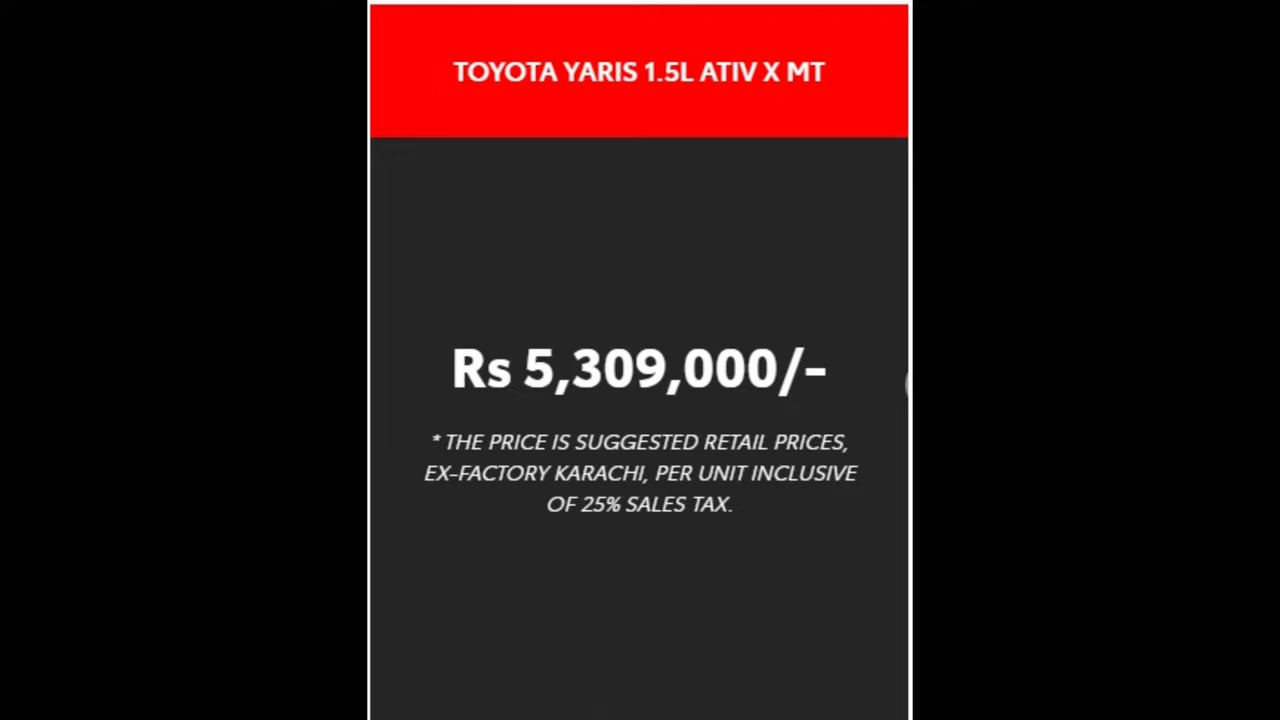 TOYOTA YARIS 1.5L ATIV X MT
Rs 5,309,000/-
* THE PRICE IS SUGGESTED RETAIL PRICES,
EX-FACTORY KARACHI, PER UNIT INCLUSIVE
OF 25% SALES TAX.